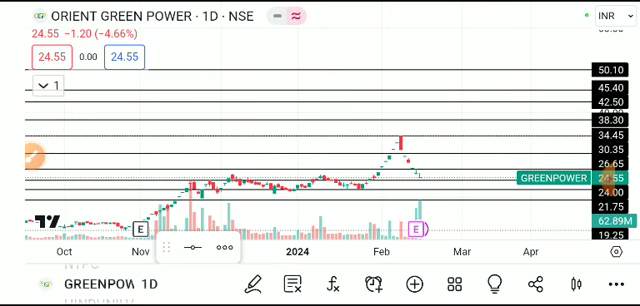 ORIENT GREEN POWER · 1D · NSE
INR
24.55 −1.20 (−4.66%)
24.55 0.00 24.55
1
50.10
45.40
42.50
38.30
34.45
30.35
26.65
GREENPOWER 24.55
24.00
21.75
62.89M
19.25
E
E
Oct Nov 2024 Feb Mar Apr
NTPC
GREENPOW 1D
HINDUNILV